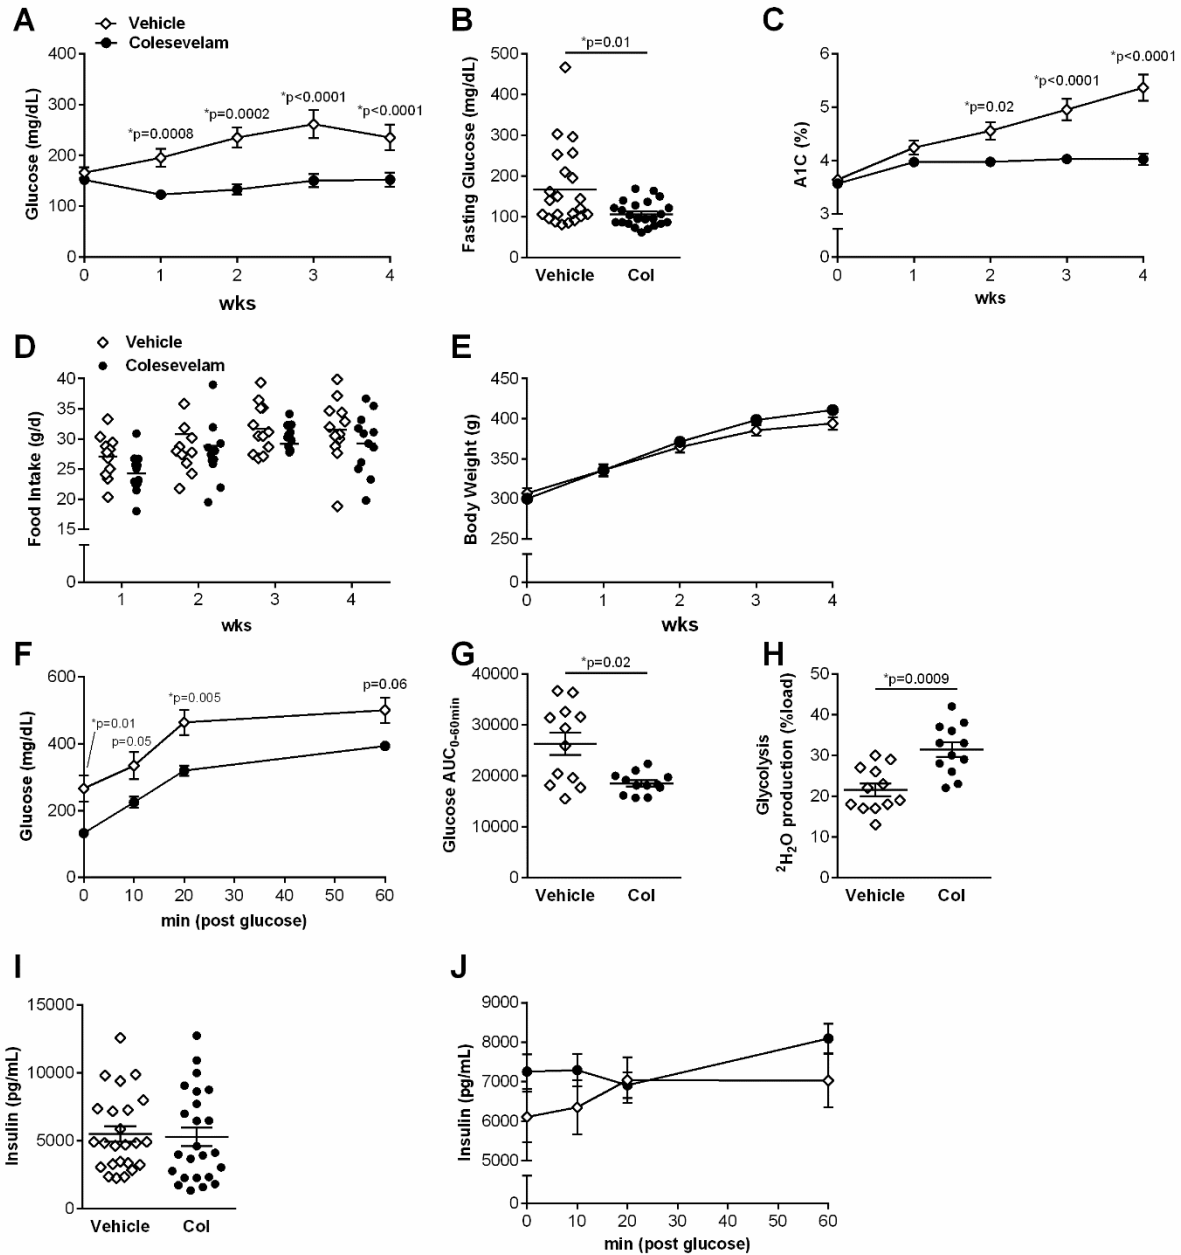 A
Vehicle
Colesevelam
Glucose (mg/dL)
400
300
200
100
0
*p=0.0008
*p=0.0002
*p<0.0001
*p<0.0001
0 1 2 3 4
wks
B
*p=0.01
Fasting Glucose (mg/dL)
500
400
300
200
100
0
Vehicle Col
C
A1C (%)
6
5
4
3
0
*p=0.02
*p<0.0001
*p<0.0001
0 1 2 3 4
wks
D
Vehicle
Colesevelam
Food Intake (g/d)
40
35
30
25
20
15
0
1 2 3 4
wks
E
Body Weight (g)
450
400
350
300
250
0
0 1 2 3 4
wks
F
Glucose (mg/dL)
600
400
200
0
*p=0.01
p=0.05
*p=0.005
p=0.06
0 10 20 30 40 50 60
min (post glucose)
G
*p=0.02
Glucose AUC0-60min
40000
30000
20000
10000
0
Vehicle Col
H
*p=0.0009
Glycolysis
²H₂O production (%load)
50
40
30
20
10
0
Vehicle Col
I
Insulin (pg/mL)
15000
10000
5000
0
Vehicle Col
J
Insulin (pg/mL)
9000
8000
7000
6000
5000
0
0 10 20 30 40 50 60
min (post glucose)